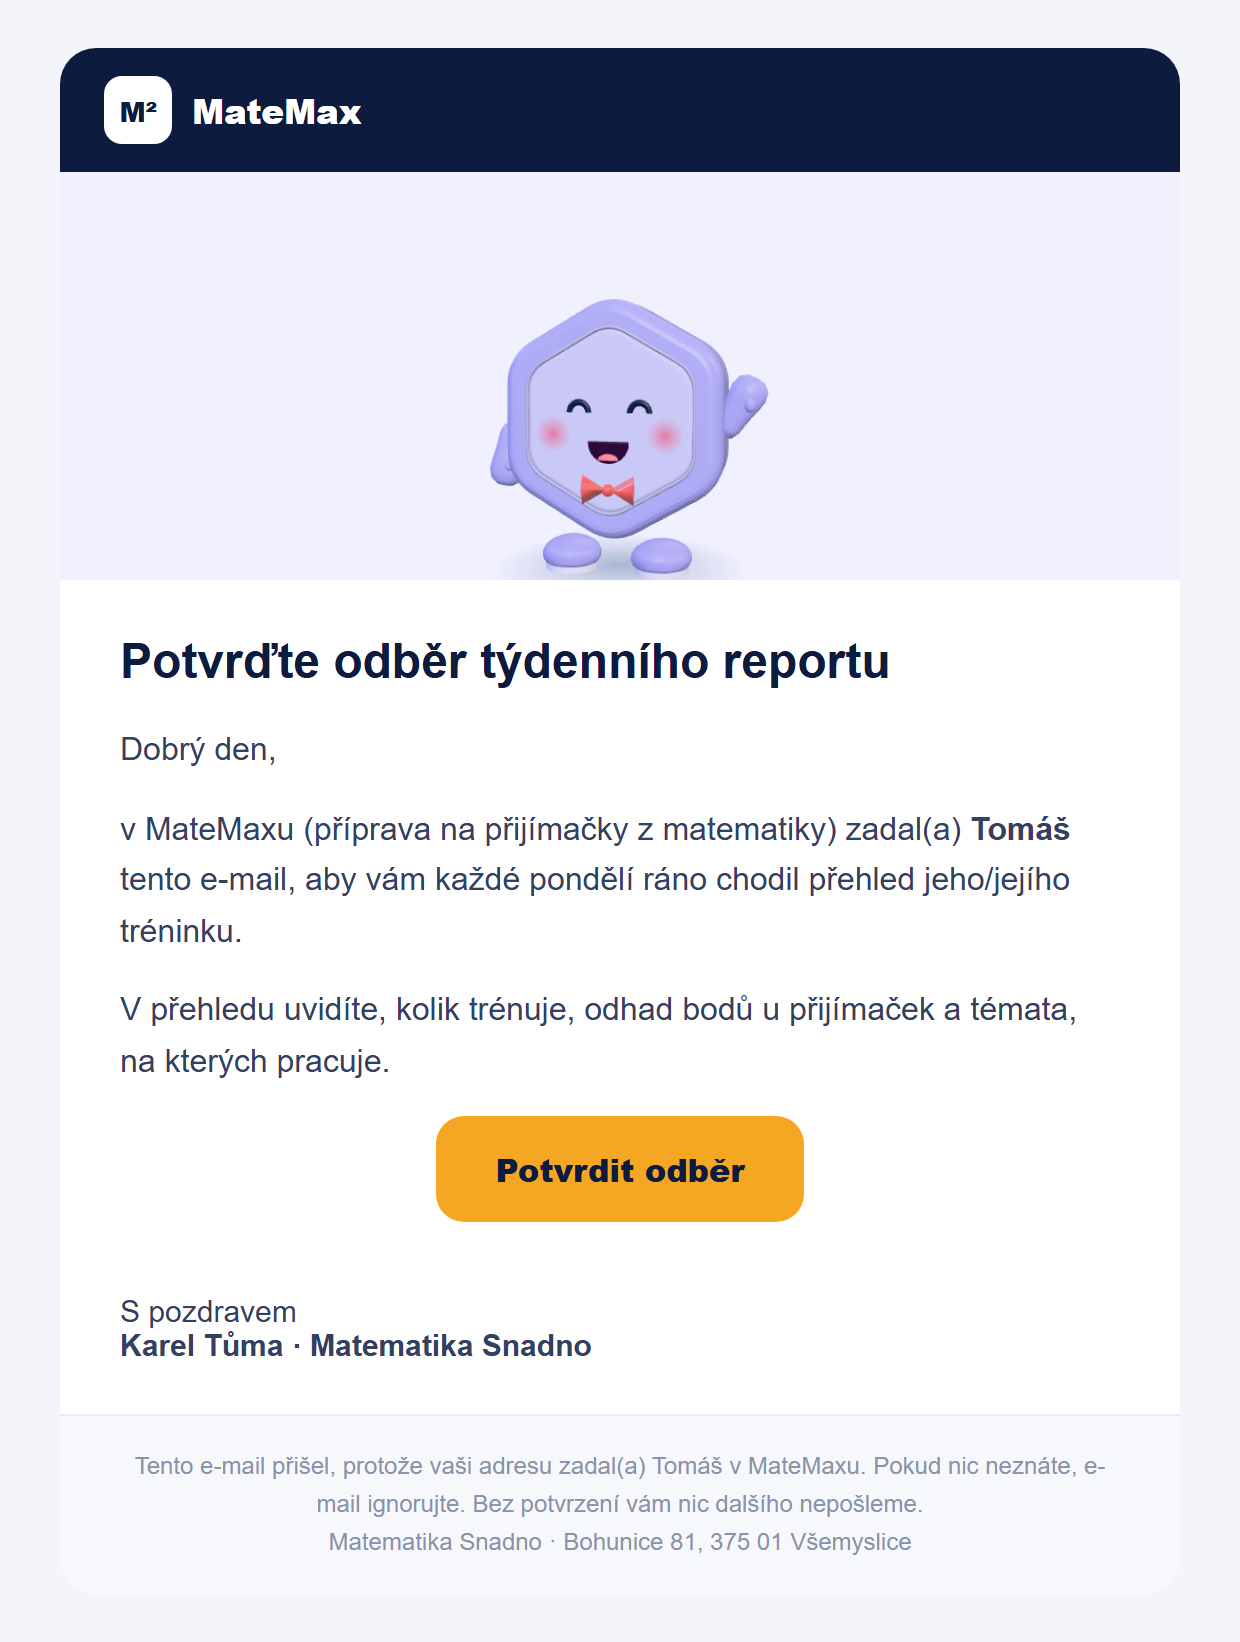 M²
MateMax
Potvrďte odběr týdenního reportu
Dobrý den,
v MateMaxu (příprava na přijímačky z matematiky) zadal(a) Tomáš
tento e-mail, aby vám každé pondělí ráno chodil přehled jeho/jejího
tréninku.
V přehledu uvidíte, kolik trénuje, odhad bodů u přijímaček a témata,
na kterých pracuje.
Potvrdit odběr
S pozdravem
Karel Tůma · Matematika Snadno
Tento e-mail přišel, protože vaši adresu zadal(a) Tomáš v MateMaxu. Pokud nic neznáte, e-
mail ignorujte. Bez potvrzení vám nic dalšího nepošleme.
Matematika Snadno · Bohunice 81, 375 01 Všemyslice